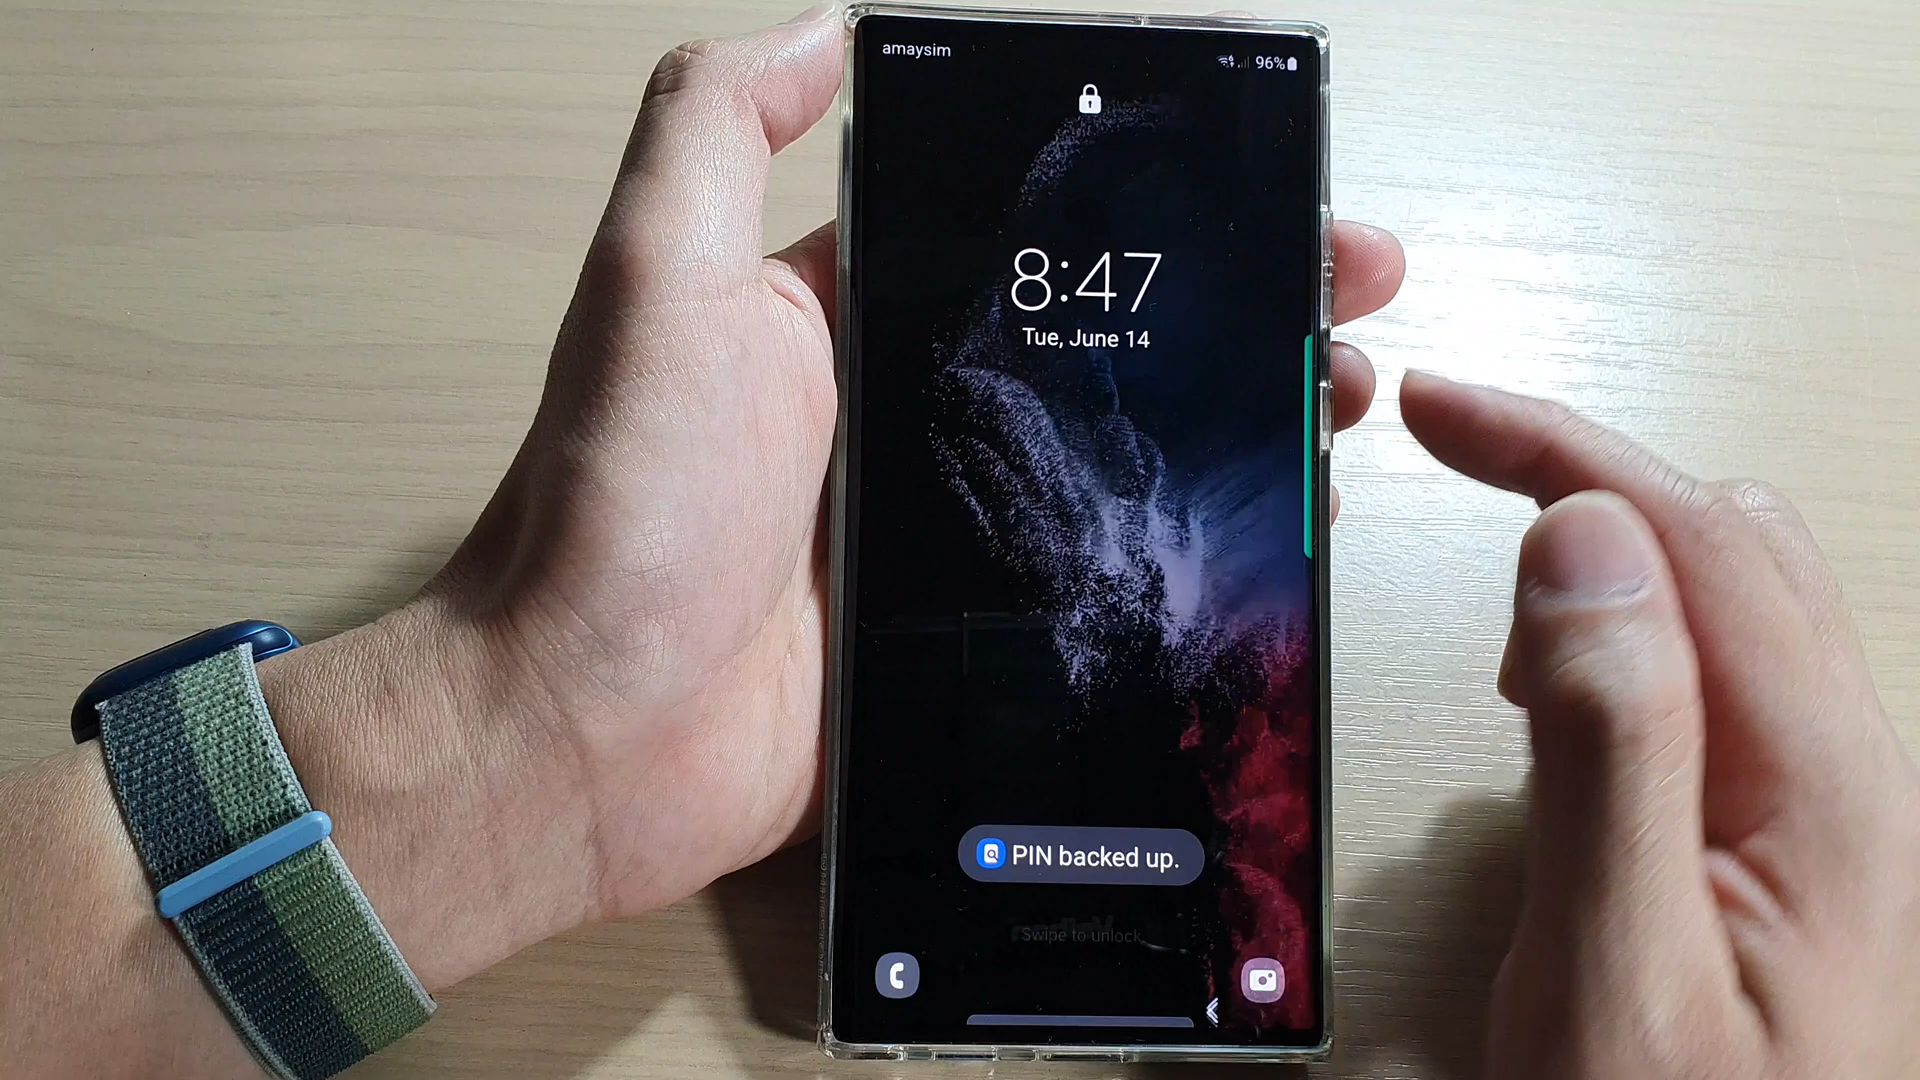 amaysim
96%
8:47
Tue, June 14
PIN backed up.
Swipe to unlock